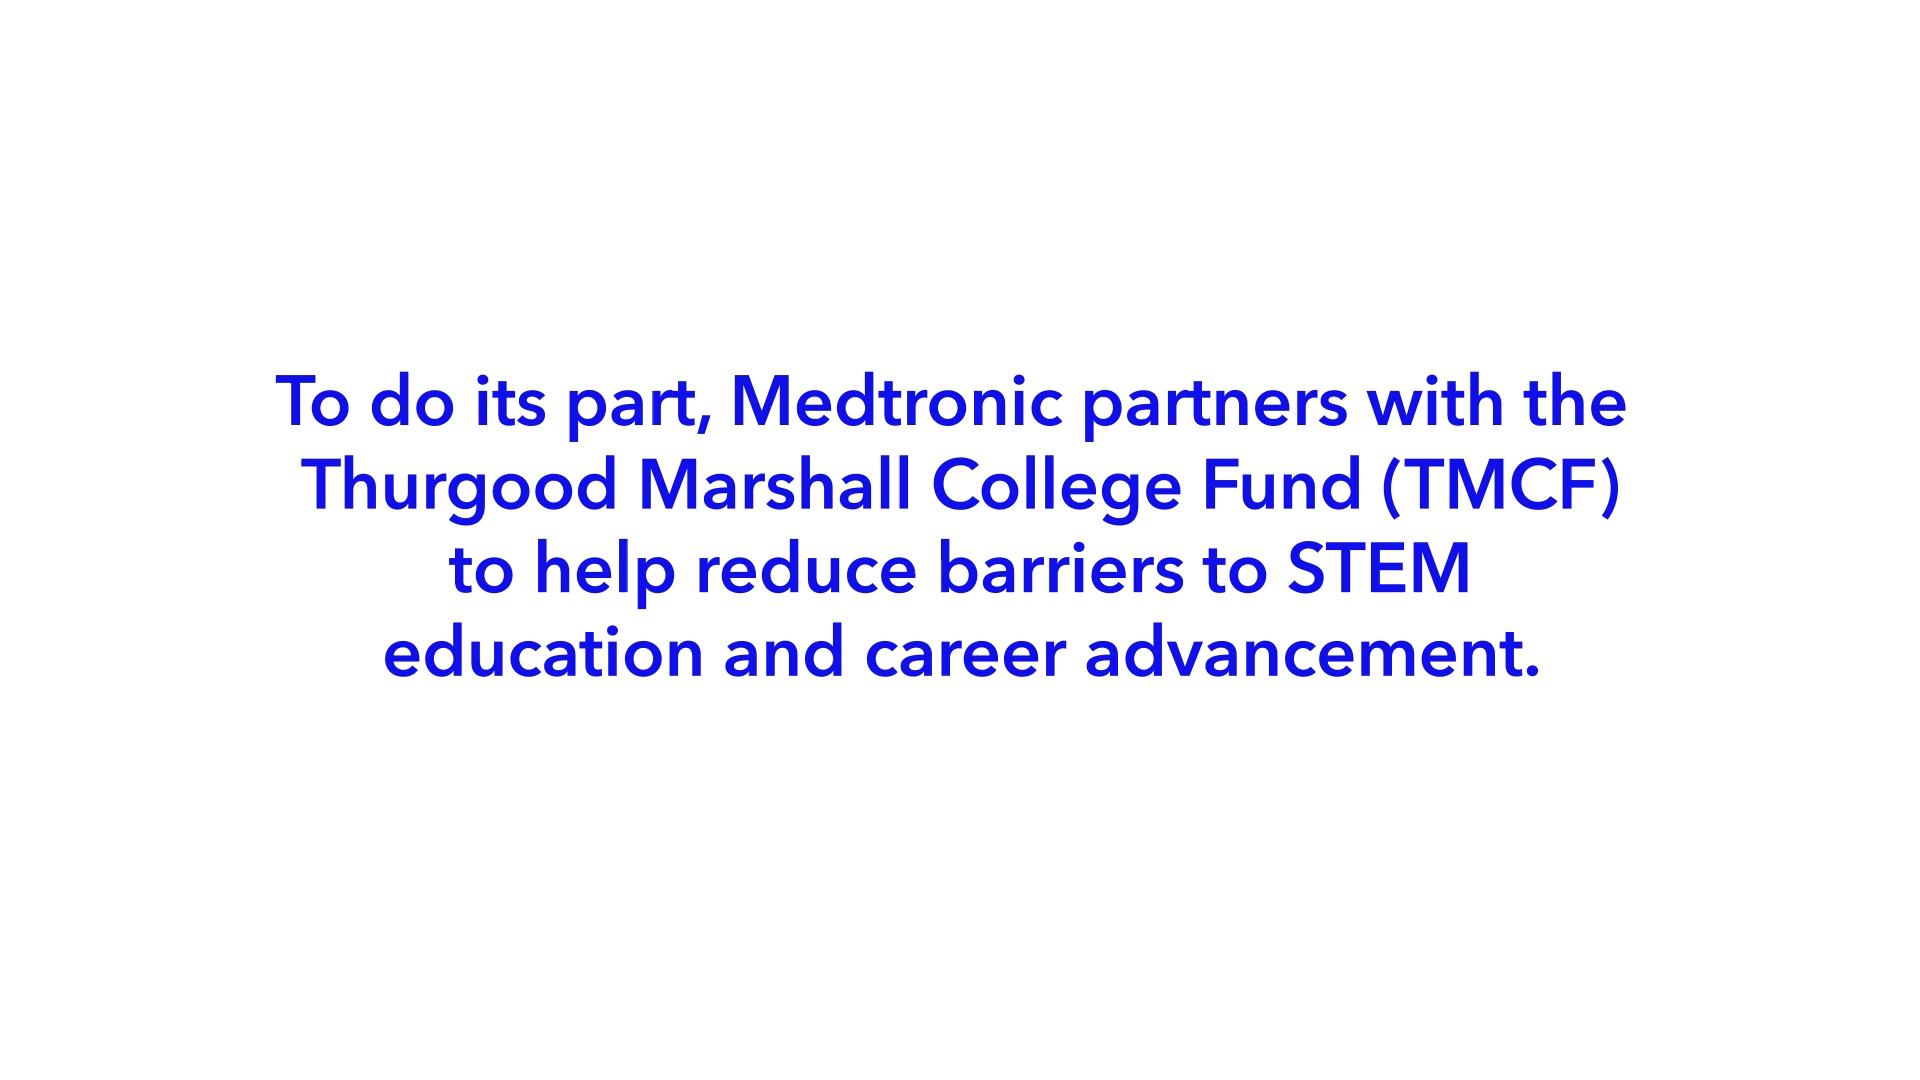 To do its part, Medtronic partners with the
Thurgood Marshall College Fund (TMCF)
to help reduce barriers to STEM
education and career advancement.